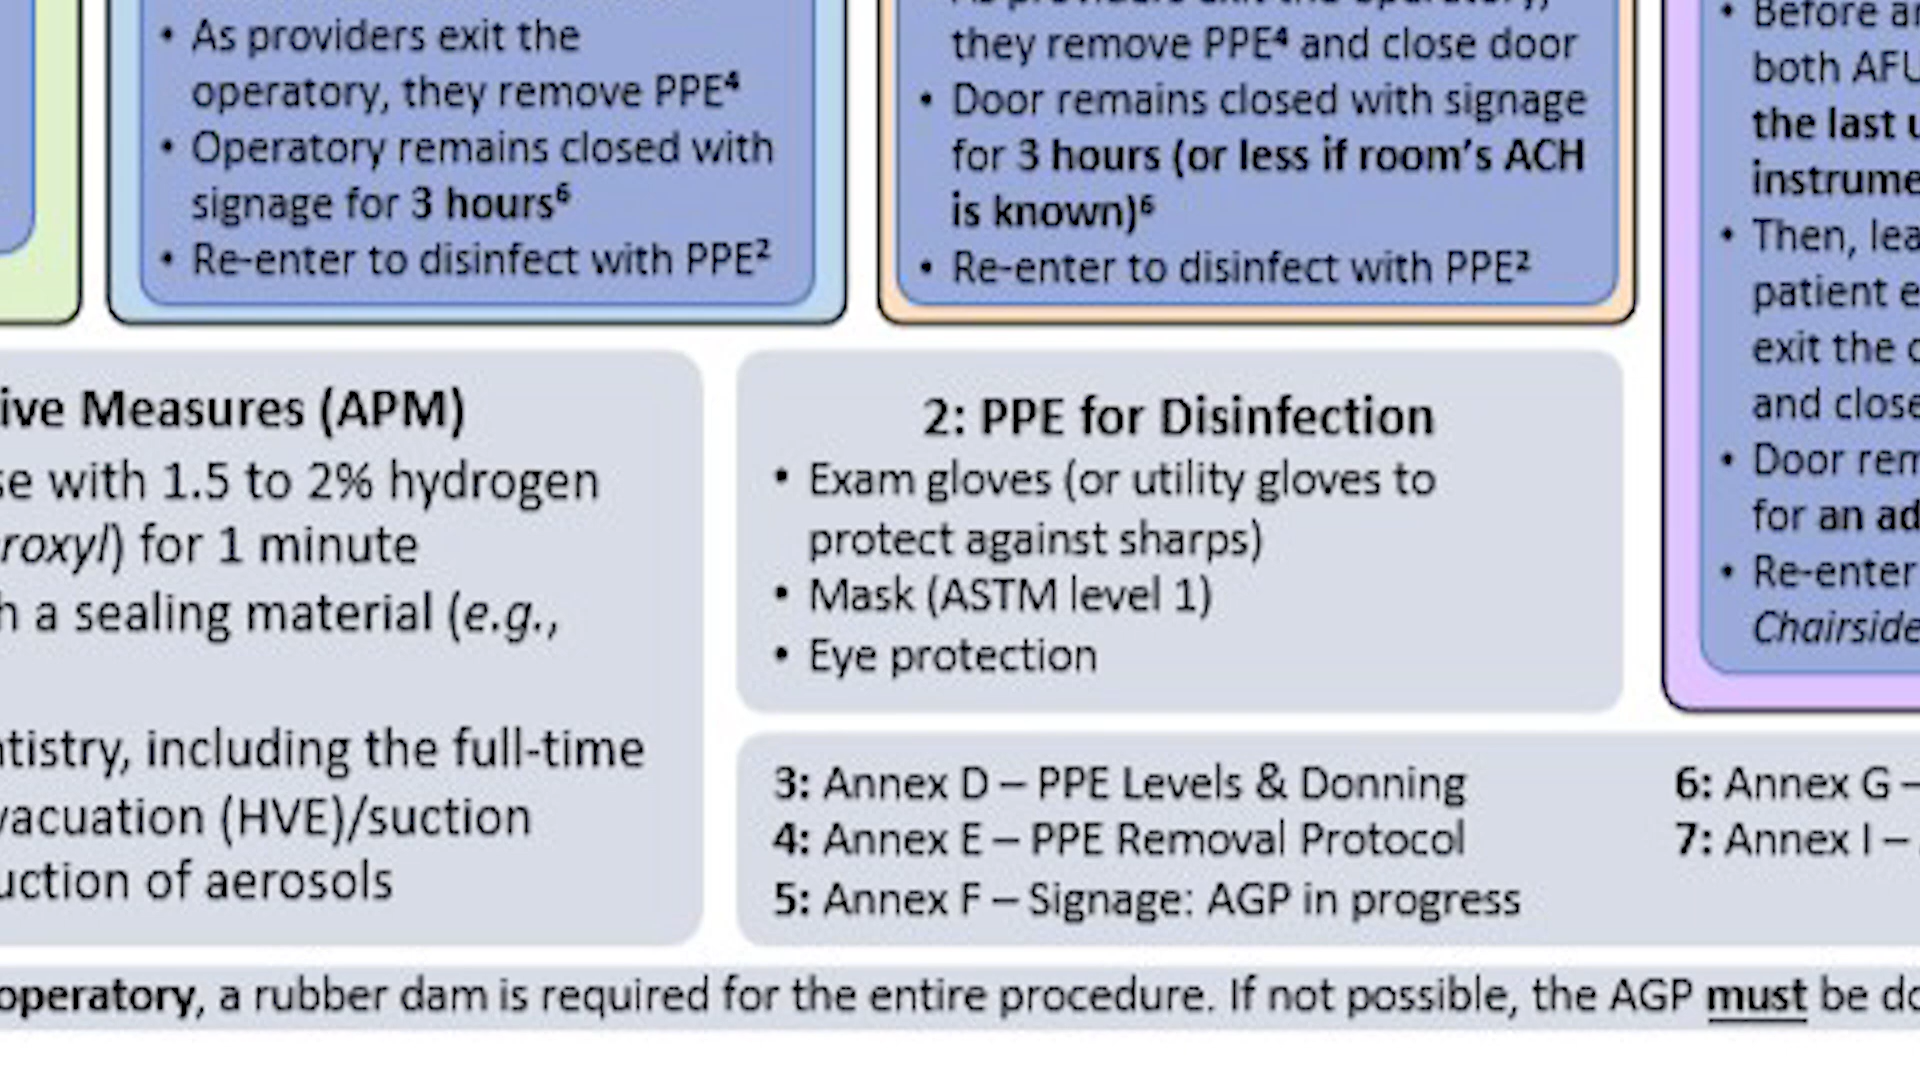 • As providers exit the
operatory, they remove PPE⁴
• Operatory remains closed with
signage for 3 hours⁶
• Re-enter to disinfect with PPE²
they remove PPE⁴ and close door
• Door remains closed with signage
for 3 hours (or less if room's ACH
is known)⁶
• Re-enter to disinfect with PPE²
• Before
both AFU
the last
instrume
• Then, lea
patient
exit the
and close
• Door rem
for an ad
• Re-enter
Chairside
ive Measures (APM)
se with 1.5 to 2% hydrogen
roxyl) for 1 minute
h a sealing material (e.g.,
ntistry, including the full-time
vacuation (HVE)/suction
uction of aerosols
2: PPE for Disinfection
• Exam gloves (or utility gloves to
protect against sharps)
• Mask (ASTM level 1)
• Eye protection
3: Annex D – PPE Levels & Donning
4: Annex E – PPE Removal Protocol
5: Annex F – Signage: AGP in progress
6: Annex G –
7: Annex I –
operatory, a rubber dam is required for the entire procedure. If not possible, the AGP must be do